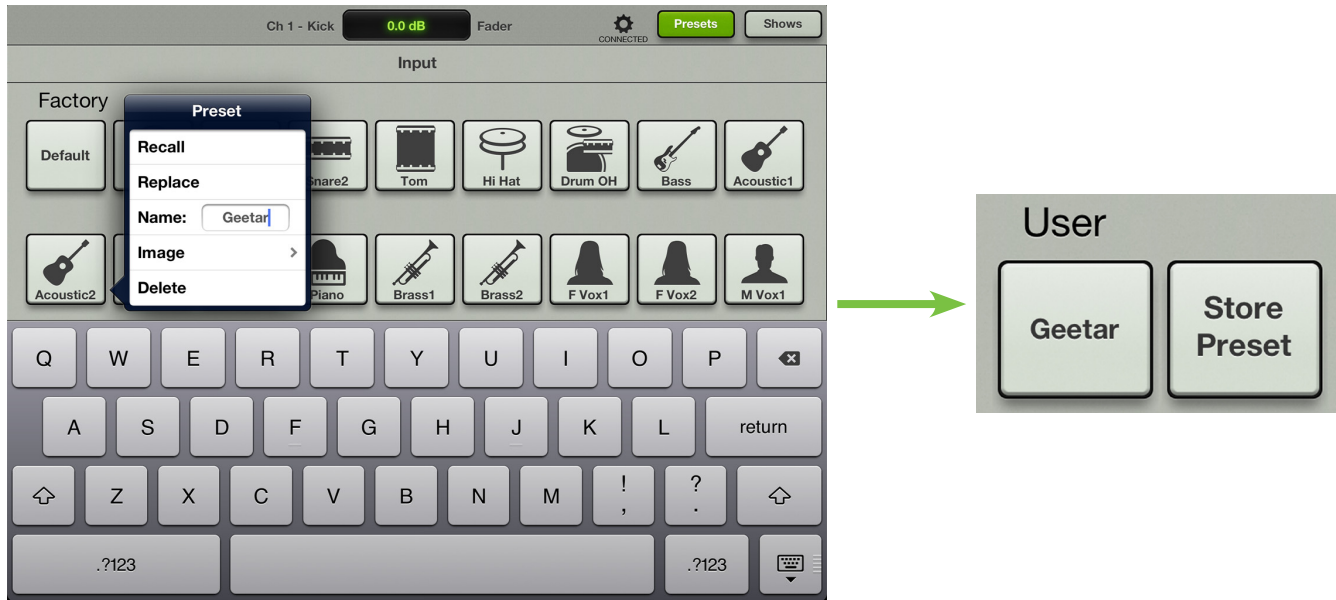 Ch 1 - Kick 0.0 dB Fader CONNECTED Presets Shows
Input
Factory
Preset
Recall
Replace
Name: Geetar
Image
Delete
Default
Snare2
Tom
Hi Hat
Drum OH
Bass
Acoustic1
Acoustic2
Piano
Brass1
Brass2
F Vox1
F Vox2
M Vox1
Q W E R T Y U I O P
A S D F G H J K L return
Z X C V B N M ! , ? .
.?123 .?123
User
Geetar
Store
Preset